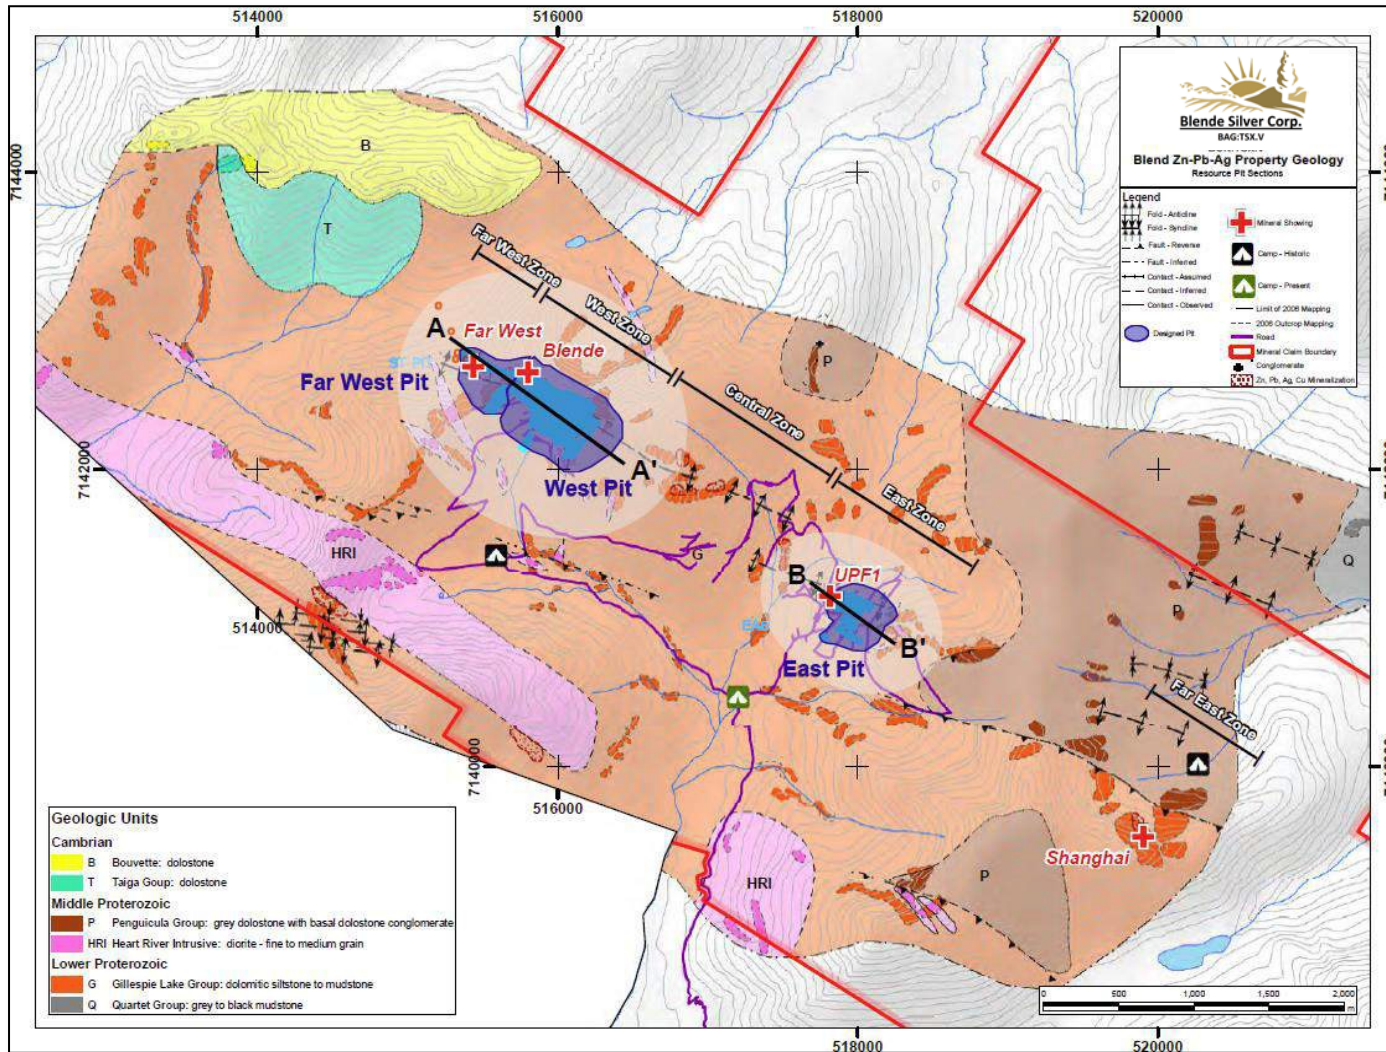 514000
516000
518000
520000
7144000
Blende Silver Corp.
BAG:TSX.V
Blend Zn-Pb-Ag Property Geology
Resource Pit Sections
Legend
Fold - Anticline
Fold - Syncline
Fault - Reverse
Fault - Inferred
Contact - Assumed
Contact - Inferred
Contact - Observed
Designed Pit
Mineral Showing
Camp - Historic
Camp - Present
Limit of 2006 Mapping
2006 Outcrop Mapping
Road
Mineral Claim Boundary
Conglomerate
Zn, Pb, Ag, Cu Mineralization
B
T
Far West Zone
West Zone
Central Zone
East Zone
Far East Zone
A
Far West
Blende
Far West Pit
A'
West Pit
P
7142000
HRI
G
Q
P
B
UPF1
B'
East Pit
514000
7140000
516000
Shanghai
P
HRI
Geologic Units
Cambrian
B Bouvette: dolostone
T Taiga Goup: dolostone
Middle Proterozoic
P Penguicula Group: grey dolostone with basal dolostone conglomerate
HRI Heart River Intrusive: diorite - fine to medium grain
Lower Proterozoic
G Gillespie Lake Group: dolomitic siltstone to mudstone
Q Quartet Group: grey to black mudstone
0 500 1,000 1,500 2,000
m
518000
520000